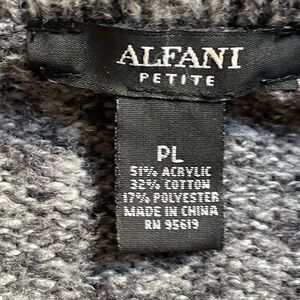 ALFANI
PETITE
PL
51% ACRYLIC
32% COTTON
17% POLYESTER
MADE IN CHINA
RN 95619